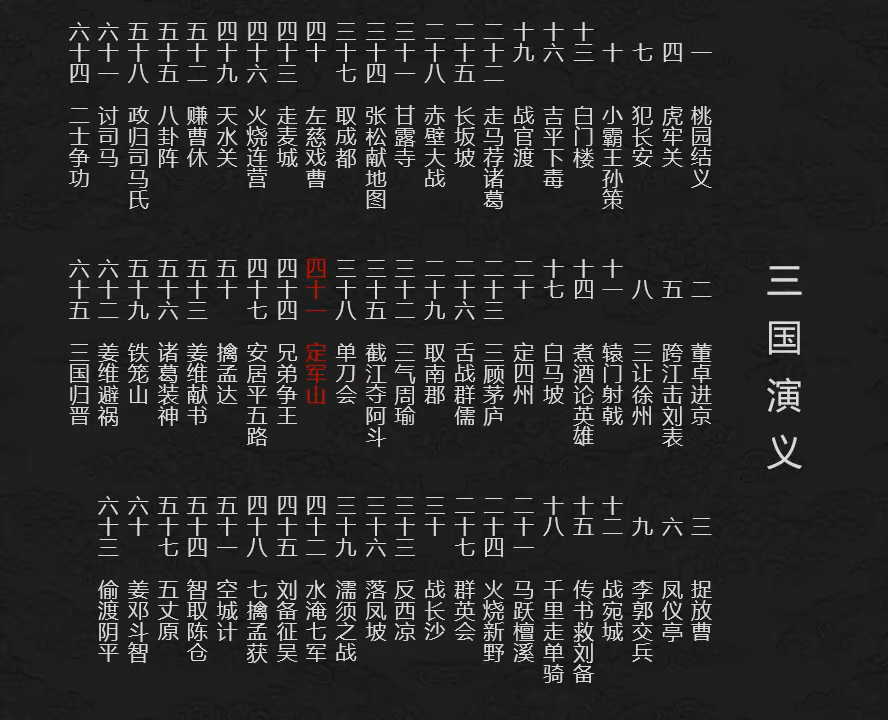 三国演义
一 桃园结义
二 董卓进京
三 捉放曹
四 虎牢关
五 跨江击刘表
六 凤仪亭
七 犯长安
八 三让徐州
九 李郭交兵
十 小霸王孙策
十一 辕门射戟
十二 战宛城
十三 白门楼
十四 煮酒论英雄
十五 传书救刘备
十六 吉平下毒
十七 白马坡
十八 千里走单骑
十九 战官渡
二十 定四州
二十一 马跃檀溪
二十二 走马荐诸葛
二十三 三顾茅庐
二十四 火烧新野
二十五 长坂坡
二十六 舌战群儒
二十七 群英会
二十八 赤壁大战
二十九 取南郡
三十 战长沙
三十一 甘露寺
三十二 三气周瑜
三十三 反西凉
三十四 张松献地图
三十五 截江夺阿斗
三十六 落凤坡
三十七 取成都
三十八 单刀会
三十九 濡须之战
四十 左慈戏曹
四十一 定军山
四十二 水淹七军
四十三 走麦城
四十四 兄弟争王
四十五 刘备征吴
四十六 火烧连营
四十七 安居平五路
四十八 七擒孟获
四十九 天水关
五十 擒孟达
五十一 空城计
五十二 赚曹休
五十三 姜维献书
五十四 智取陈仓
五十五 八卦阵
五十六 诸葛装神
五十七 五丈原
五十八 政归司马氏
五十九 铁笼山
六十 姜邓斗智
六十一 讨司马
六十二 姜维避祸
六十三 偷渡阴平
六十四 二士争功
六十五 三国归晋